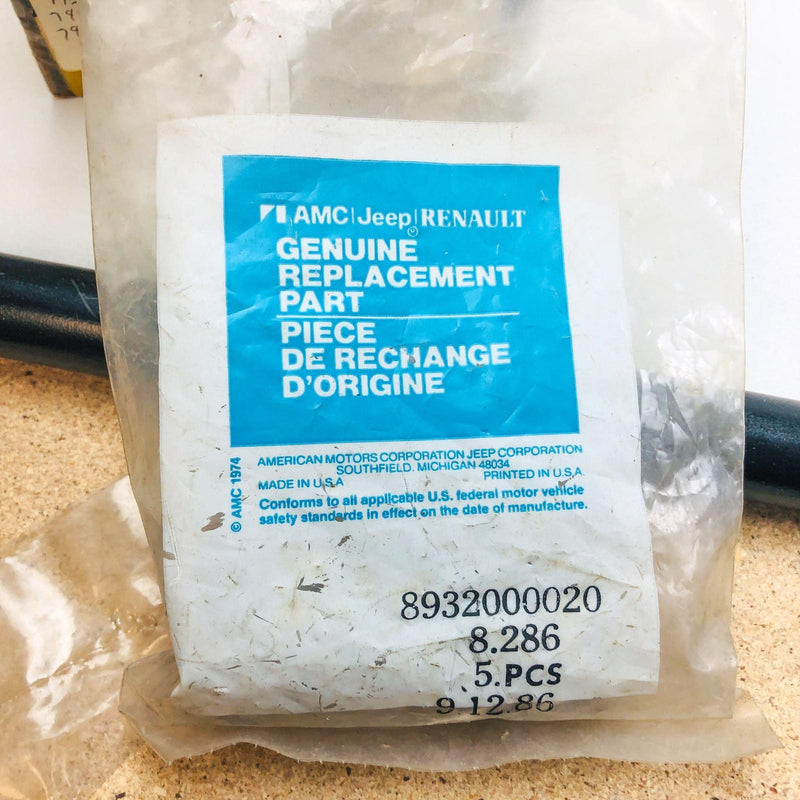 AMC|Jeep|RENAULT
GENUINE
REPLACEMENT
PART
PIECE
DE RECHANGE
D'ORIGINE
© AMC 1974
AMERICAN MOTORS CORPORATION JEEP CORPORATION
SOUTHFIELD, MICHIGAN 48034
MADE IN U.S.A PRINTED IN U.S.A.
Conforms to all applicable U.S. federal motor vehicle
safety standards in effect on the date of manufacture.
8932000020
8.286
5.PCS
9 12.86